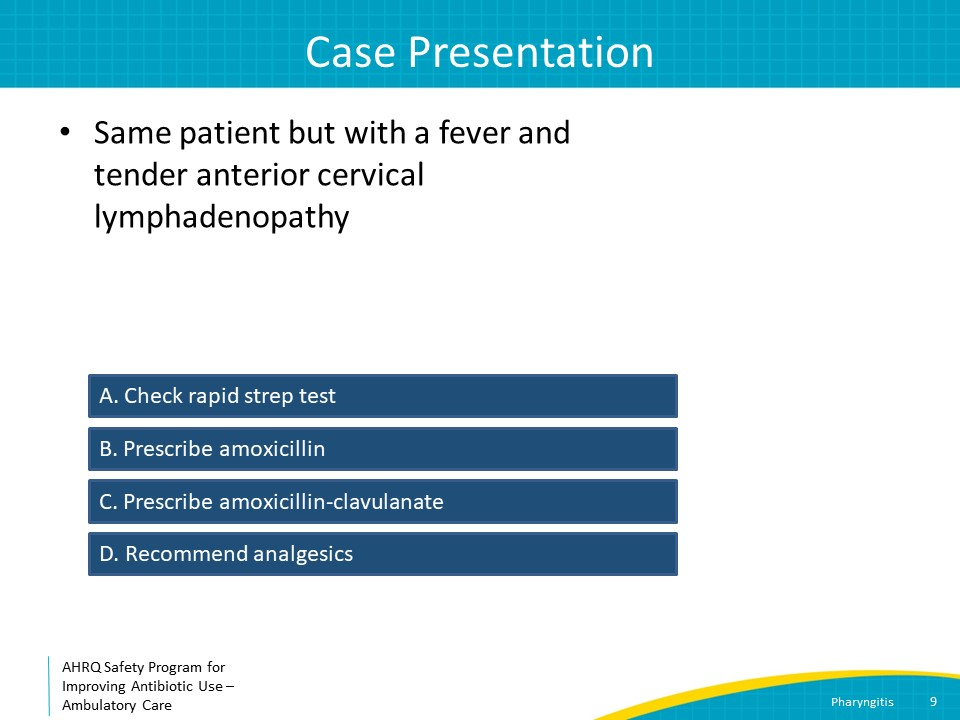 Case Presentation
• Same patient but with a fever and
tender anterior cervical
lymphadenopathy
A. Check rapid strep test
B. Prescribe amoxicillin
C. Prescribe amoxicillin-clavulanate
D. Recommend analgesics
AHRQ Safety Program for
Improving Antibiotic Use –
Ambulatory Care
Pharyngitis 9